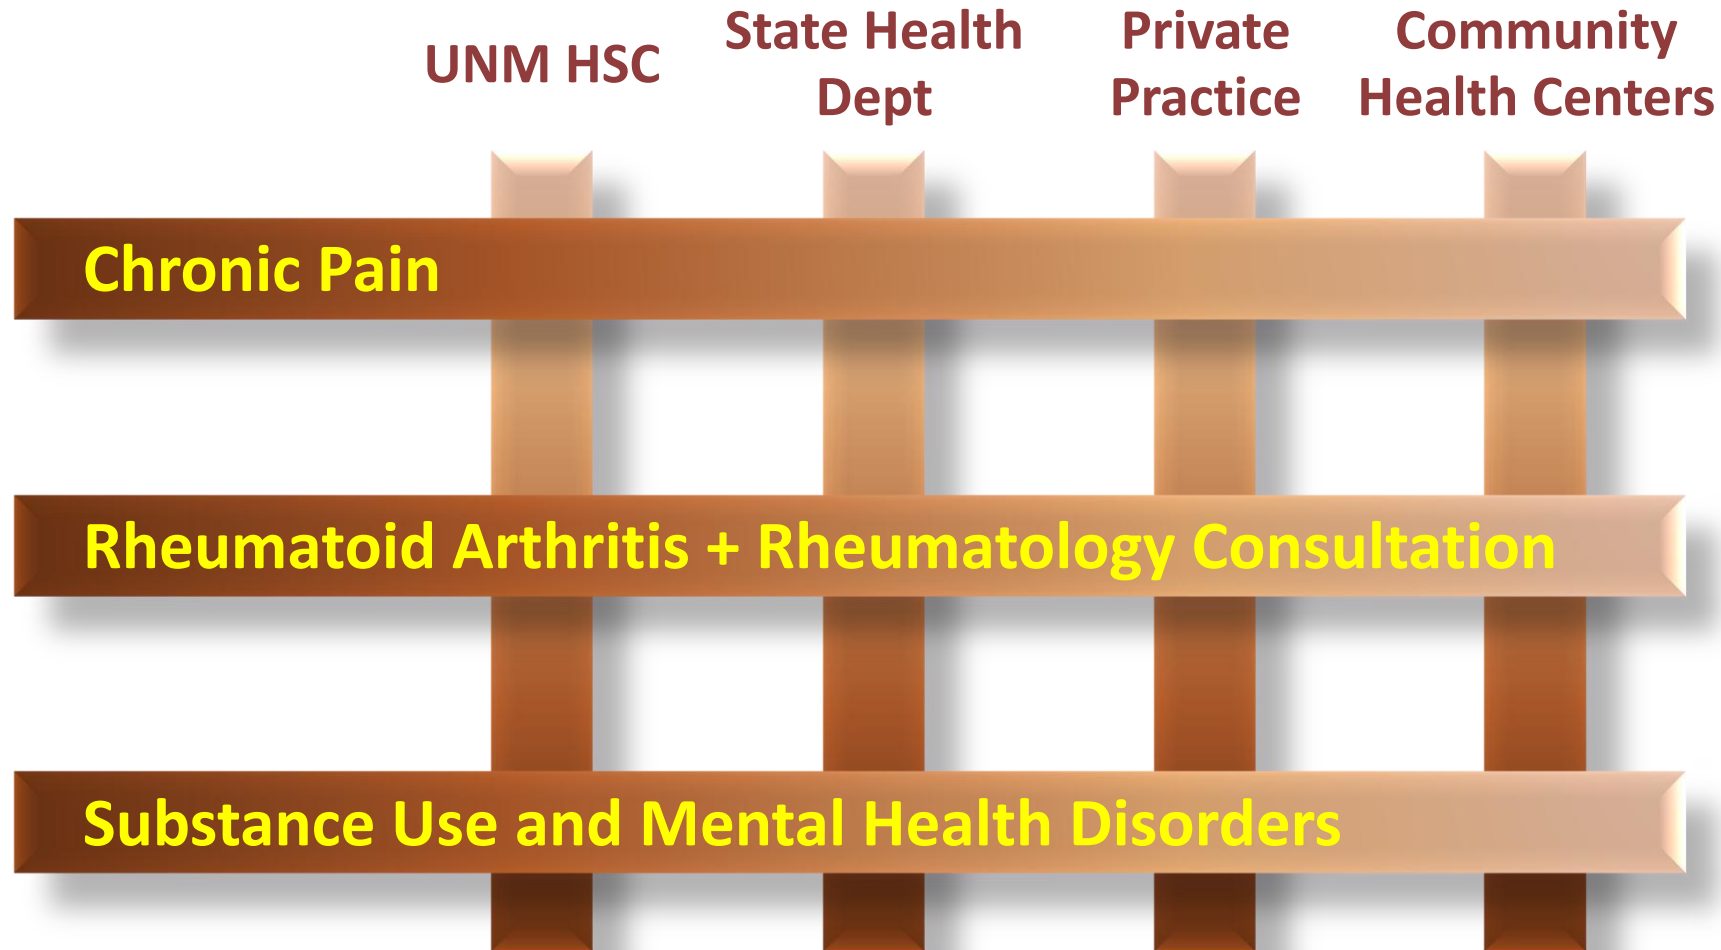 UNM HSC
State Health
Dept
Private
Practice
Community
Health Centers
Chronic Pain
Rheumatoid Arthritis + Rheumatology Consultation
Substance Use and Mental Health Disorders